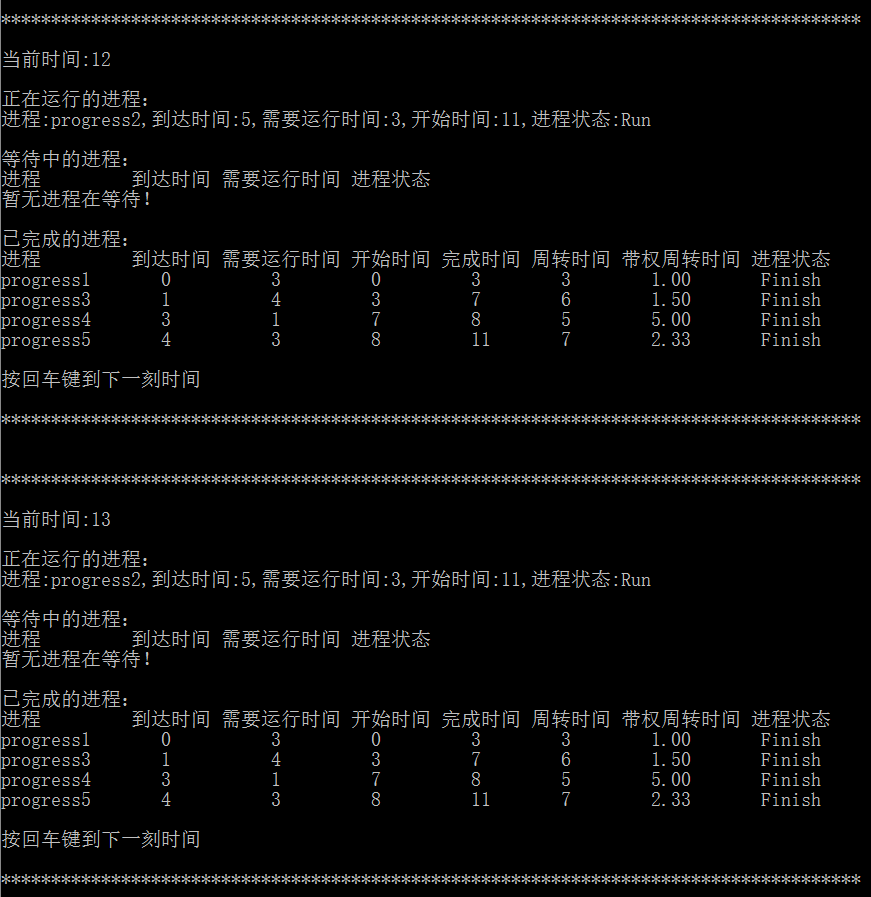 **************************************************************************************
当前时间:12
正在运行的进程:
进程:progress2,到达时间:5,需要运行时间:3,开始时间:11,进程状态:Run
等待中的进程:
进程 到达时间 需要运行时间 进程状态
暂无进程在等待!
已完成的进程:
进程 到达时间 需要运行时间 开始时间 完成时间 周转时间 带权周转时间 进程状态
progress1 0 3 0 3 3 1.00 Finish
progress3 1 4 3 7 6 1.50 Finish
progress4 3 1 7 8 5 5.00 Finish
progress5 4 3 8 11 7 2.33 Finish
按回车键到下一刻时间
**************************************************************************************
**************************************************************************************
当前时间:13
正在运行的进程:
进程:progress2,到达时间:5,需要运行时间:3,开始时间:11,进程状态:Run
等待中的进程:
进程 到达时间 需要运行时间 进程状态
暂无进程在等待!
已完成的进程:
进程 到达时间 需要运行时间 开始时间 完成时间 周转时间 带权周转时间 进程状态
progress1 0 3 0 3 3 1.00 Finish
progress3 1 4 3 7 6 1.50 Finish
progress4 3 1 7 8 5 5.00 Finish
progress5 4 3 8 11 7 2.33 Finish
按回车键到下一刻时间
**************************************************************************************